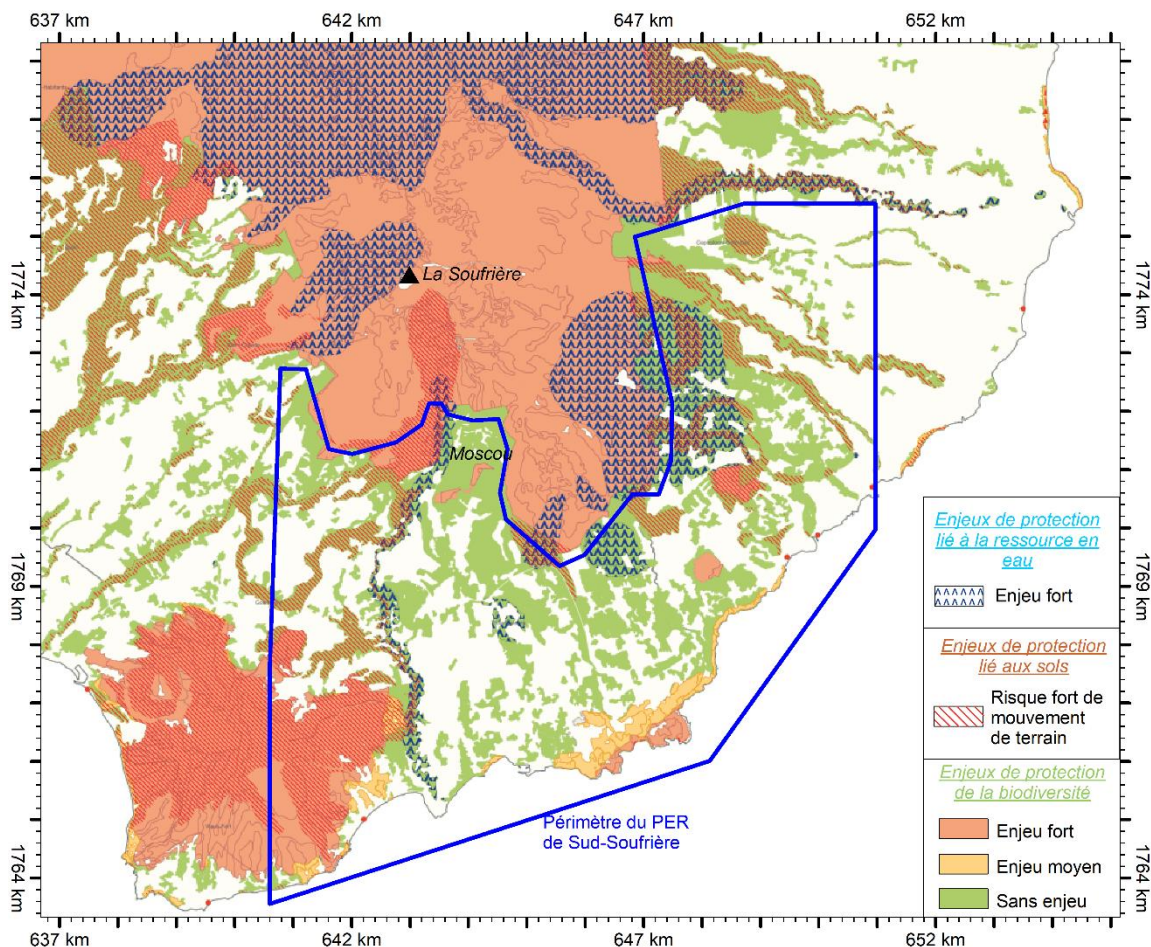 637 km
642 km
647 km
652 km
1774 km
1774 km
La Soufrière
Moscou
1769 km
1769 km
1764 km
1764 km
Périmètre du PER
de Sud-Soufrière
Enjeux de protection
lié à la ressource en
eau
Enjeu fort
Enjeux de protection
lié aux sols
Risque fort de
mouvement
de terrain
Enjeux de protection
de la biodiversité
Enjeu fort
Enjeu moyen
Sans enjeu
637 km
642 km
647 km
652 km